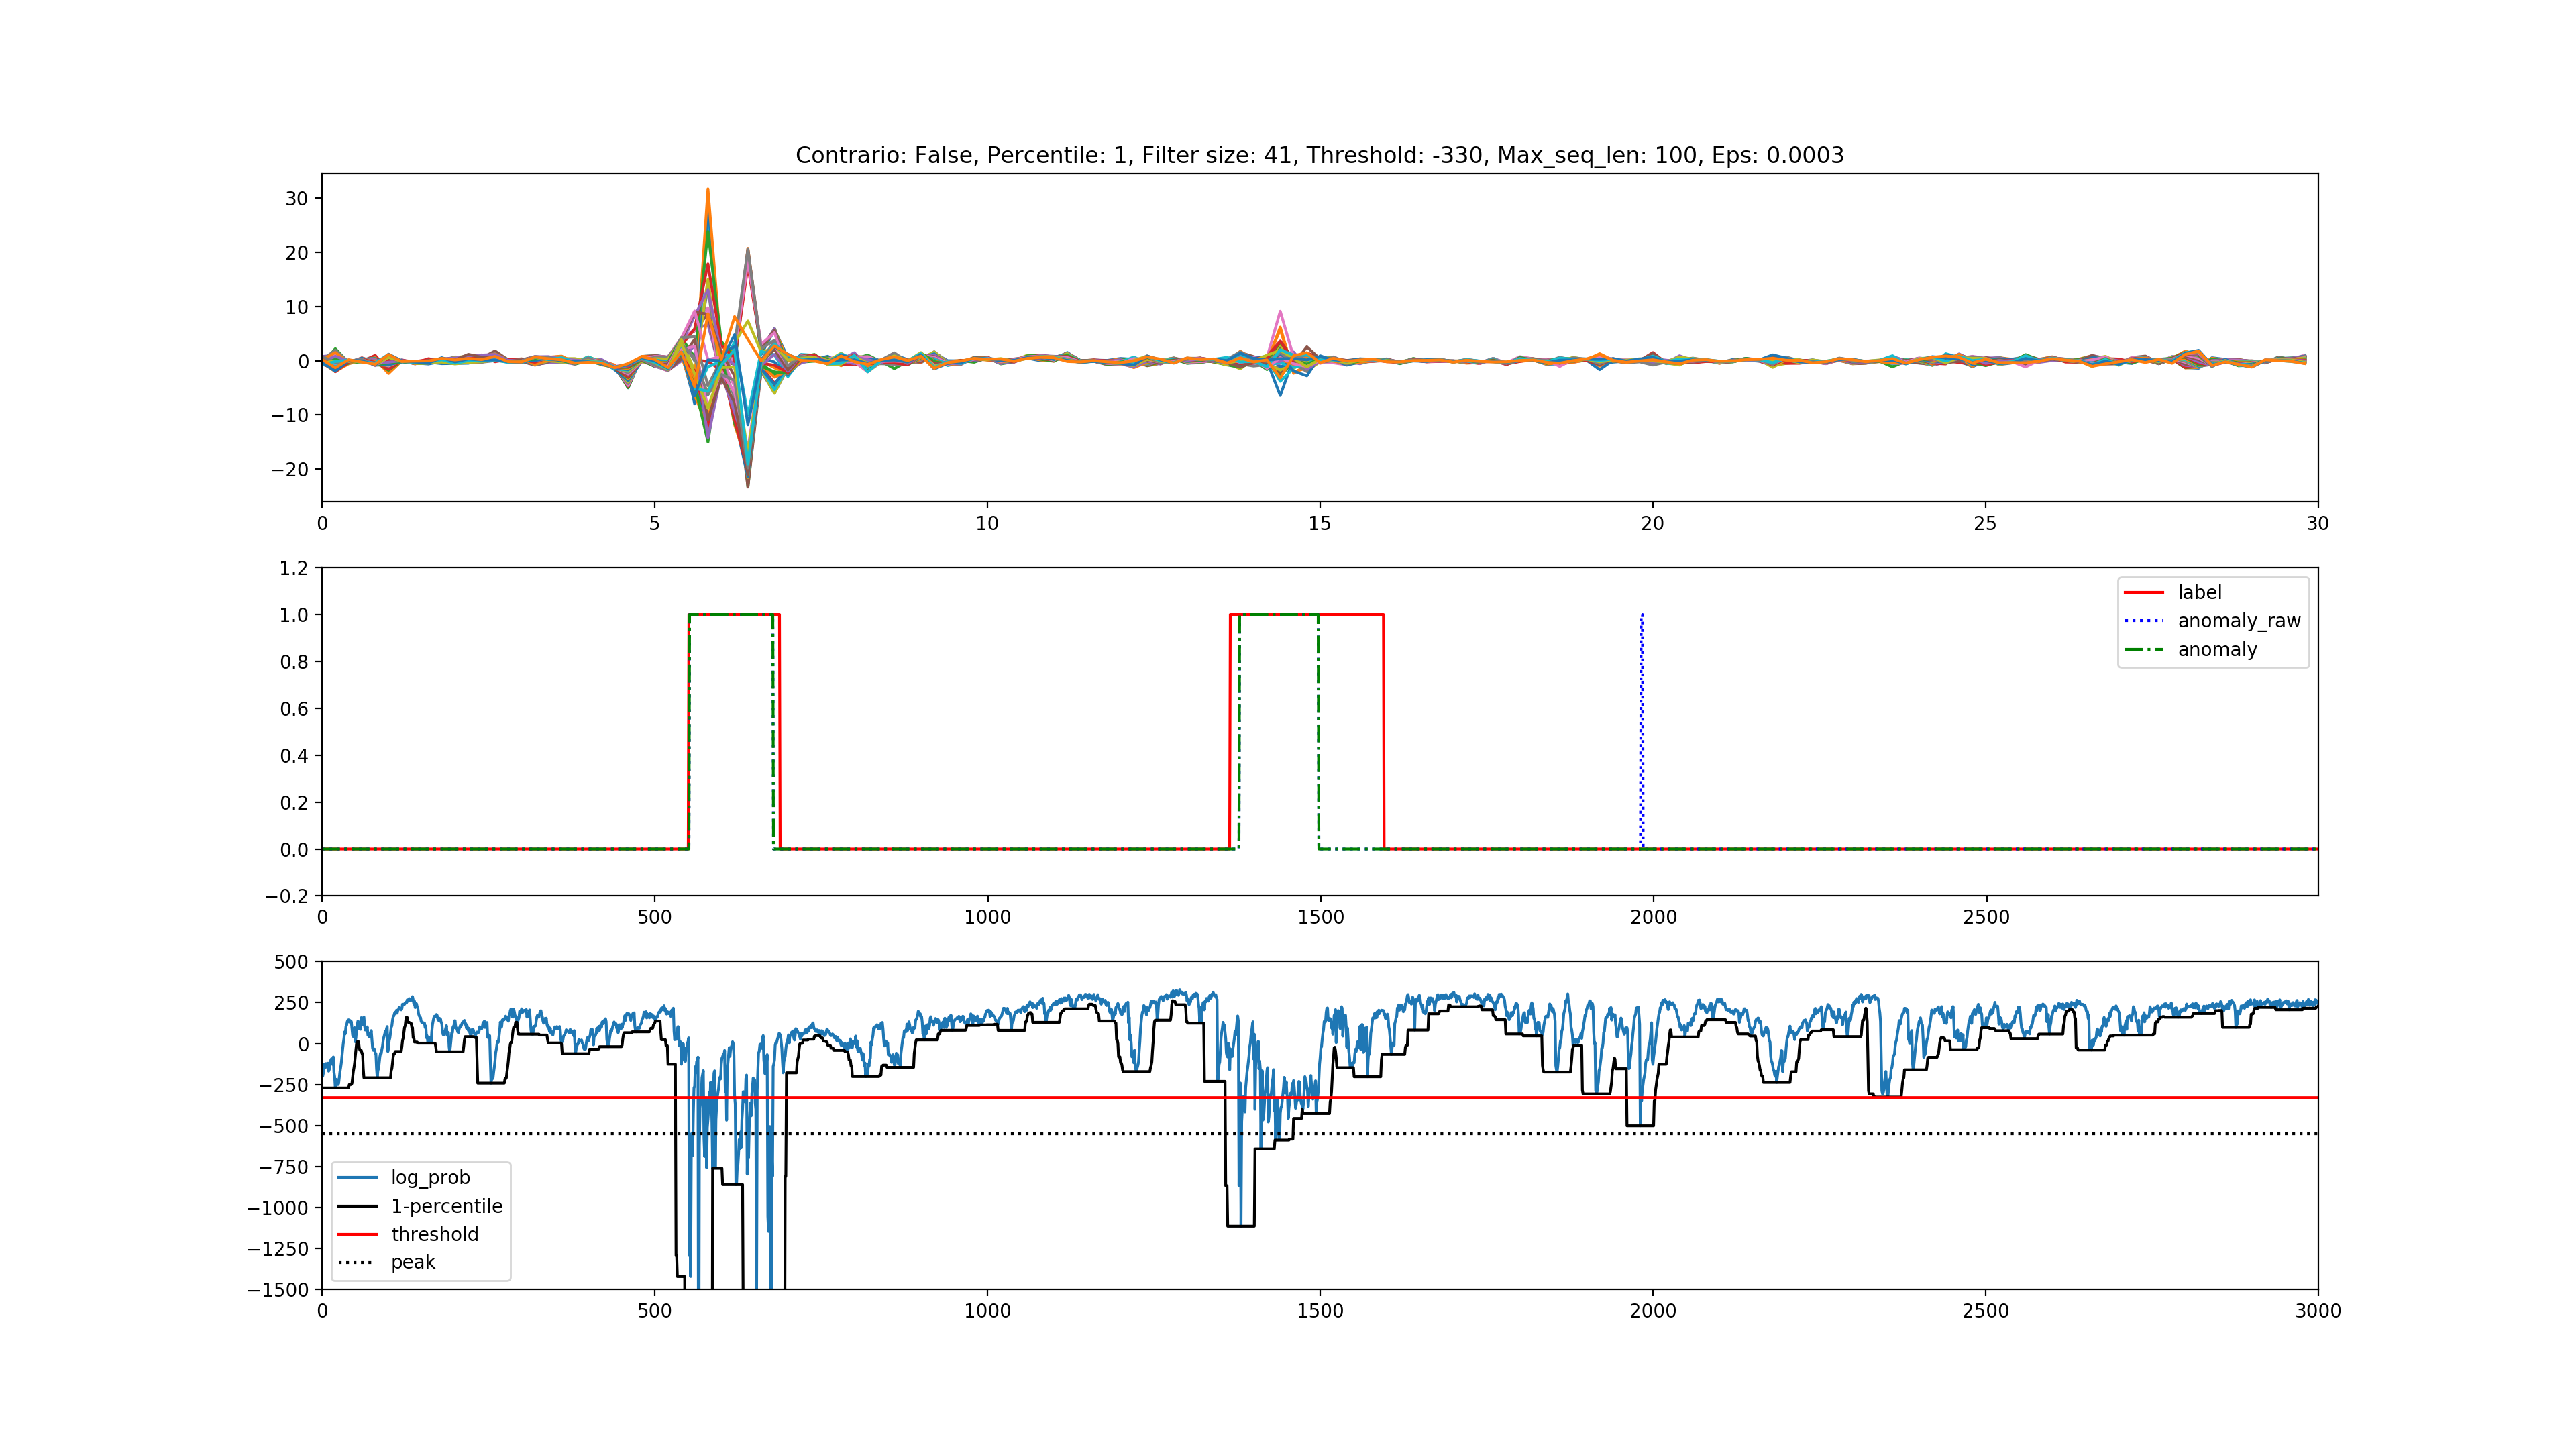 Contrario: False, Percentile: 1, Filter size: 41, Threshold: -330, Max_seq_len: 100, Eps: 0.0003
30
20
10
0
−10
−20
0 5 10 15 20 25 30
1.2
1.0
0.8
0.6
0.4
0.2
0.0
−0.2
label
anomaly_raw
anomaly
0 500 1000 1500 2000 2500
500
250
0
−250
−500
−750
−1000
−1250
−1500
log_prob
1-percentile
threshold
peak
0 500 1000 1500 2000 2500 3000